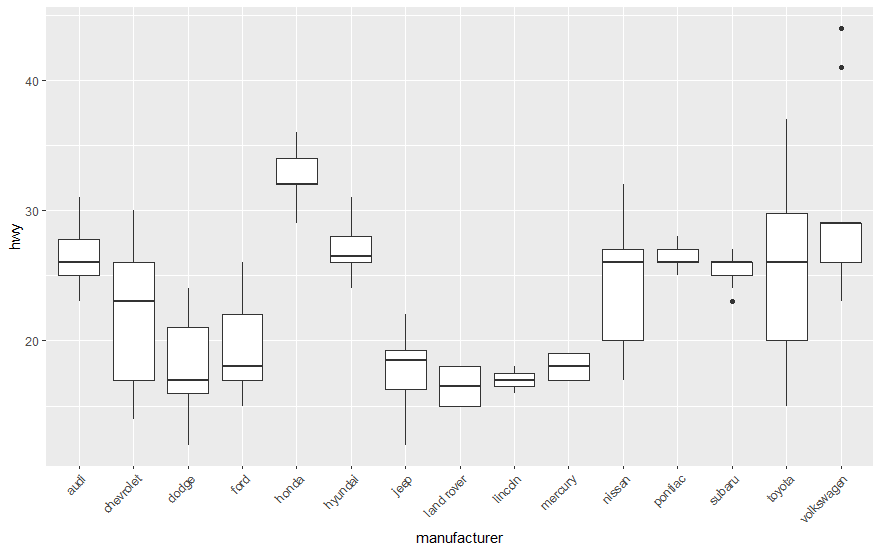 hwy
40
30
20
audi
chevrolet
dodge
ford
honda
hyundai
jeep
land rover
lincoln
mercury
nissan
pontiac
subaru
toyota
volkswagen
manufacturer